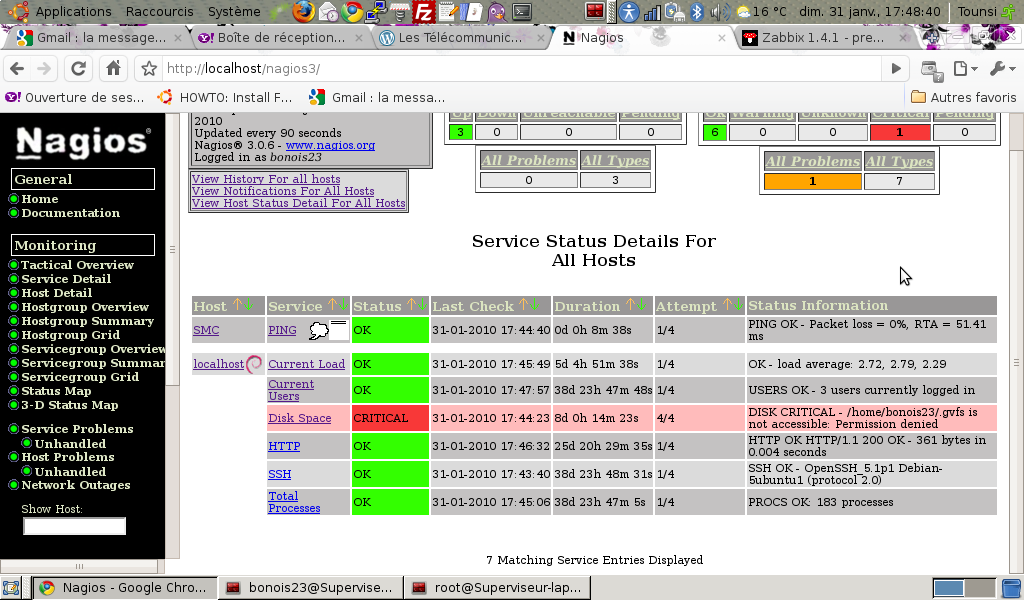 Applications Raccourcis Système 16 °C dim. 31 janv., 17:48:40 Tounsi
Gmail : la message... Boîte de réception... Les Télécommunic... Nagios Zabbix 1.4.1 - pre...
http://localhost/nagios3/
Ouverture de ses... HOWTO: Install F... Gmail : la messa... Autres favoris
Nagios®
General
Home
Documentation
Monitoring
Tactical Overview
Service Detail
Host Detail
Hostgroup Overview
Hostgroup Summary
Hostgroup Grid
Servicegroup Overview
Servicegroup Summar
Servicegroup Grid
Status Map
3-D Status Map
Service Problems
Unhandled
Host Problems
Unhandled
Network Outages
Show Host:
2010
Updated every 90 seconds
Nagios® 3.0.6 - www.nagios.org
Logged in as bonois23
View History For all hosts
View Notifications For All Hosts
View Host Status Detail For All Hosts
Up Down Unreachable Pending
3 0 0 0
All Problems All Types
0 3
Ok Warning Unknown Critical Pending
6 0 0 1 0
All Problems All Types
1 7
Service Status Details For
All Hosts
Host Service Status Last Check Duration Attempt Status Information
SMC PING OK 31-01-2010 17:44:40 0d 0h 8m 38s 1/4 PING OK - Packet loss = 0%, RTA = 51.41
ms
localhost Current Load OK 31-01-2010 17:45:49 5d 4h 51m 38s 1/4 OK - load average: 2.72, 2.79, 2.29
Current
Users OK 31-01-2010 17:47:57 38d 23h 47m 48s 1/4 USERS OK - 3 users currently logged in
Disk Space CRITICAL 31-01-2010 17:44:23 8d 0h 14m 23s 4/4 DISK CRITICAL - /home/bonois23/.gvfs is
not accessible: Permission denied
HTTP OK 31-01-2010 17:46:32 25d 20h 29m 35s 1/4 HTTP OK HTTP/1.1 200 OK - 361 bytes in
0.004 seconds
SSH OK 31-01-2010 17:43:40 38d 23h 48m 31s 1/4 SSH OK - OpenSSH_5.1p1 Debian-
5ubuntu1 (protocol 2.0)
Total
Processes OK 31-01-2010 17:45:06 38d 23h 47m 5s 1/4 PROCS OK: 183 processes
7 Matching Service Entries Displayed
Nagios - Google Chro... bonois23@Supervise... root@Superviseur-lap...